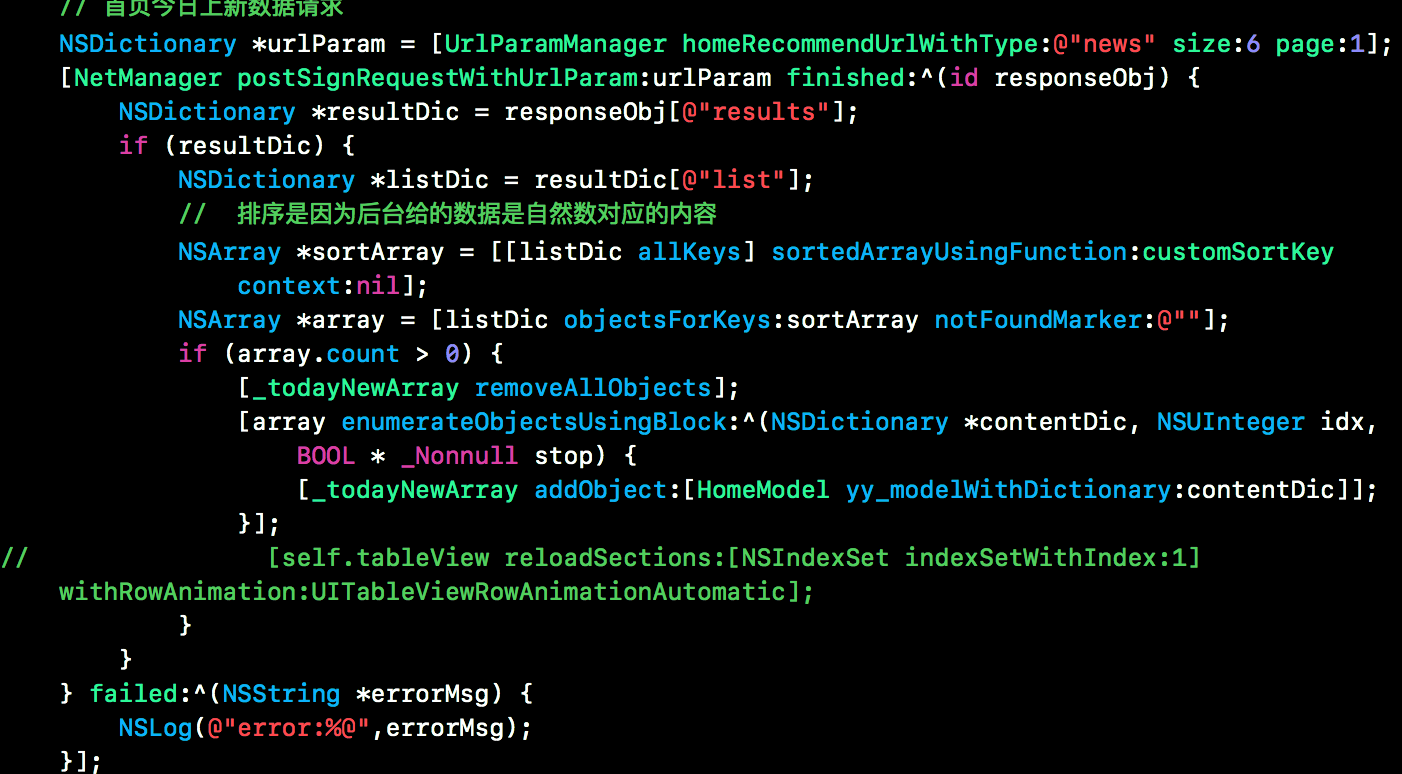 // 首页今日上新数据请求
NSDictionary *urlParam = [UrlParamManager homeRecommendUrlWithType:@"news" size:6 page:1];
[NetManager postSignRequestWithUrlParam:urlParam finished:^(id responseObj) {
NSDictionary *resultDic = responseObj[@"results"];
if (resultDic) {
NSDictionary *listDic = resultDic[@"list"];
// 排序是因为后台给的数据是自然数对应的内容
NSArray *sortArray = [[listDic allKeys] sortedArrayUsingFunction:customSortKey
context:nil];
NSArray *array = [listDic objectsForKeys:sortArray notFoundMarker:@""];
if (array.count > 0) {
[_todayNewArray removeAllObjects];
[array enumerateObjectsUsingBlock:^(NSDictionary *contentDic, NSUInteger idx,
BOOL * _Nonnull stop) {
[_todayNewArray addObject:[HomeModel yy_modelWithDictionary:contentDic]];
}];
// [self.tableView reloadSections:[NSIndexSet indexSetWithIndex:1]
withRowAnimation:UITableViewRowAnimationAutomatic];
}
}
} failed:^(NSString *errorMsg) {
NSLog(@"error:%@",errorMsg);
}];